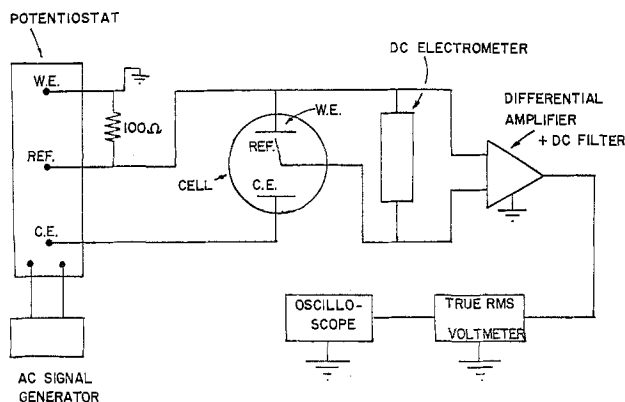 POTENTIOSTAT
W.E.
100Ω
REF.
C.E.
AC SIGNAL
GENERATOR
CELL
W.E.
REF.
C.E.
DC ELECTROMETER
DIFFERENTIAL
AMPLIFIER
+ DC FILTER
OSCILLO-
SCOPE
TRUE RMS
VOLTMETER